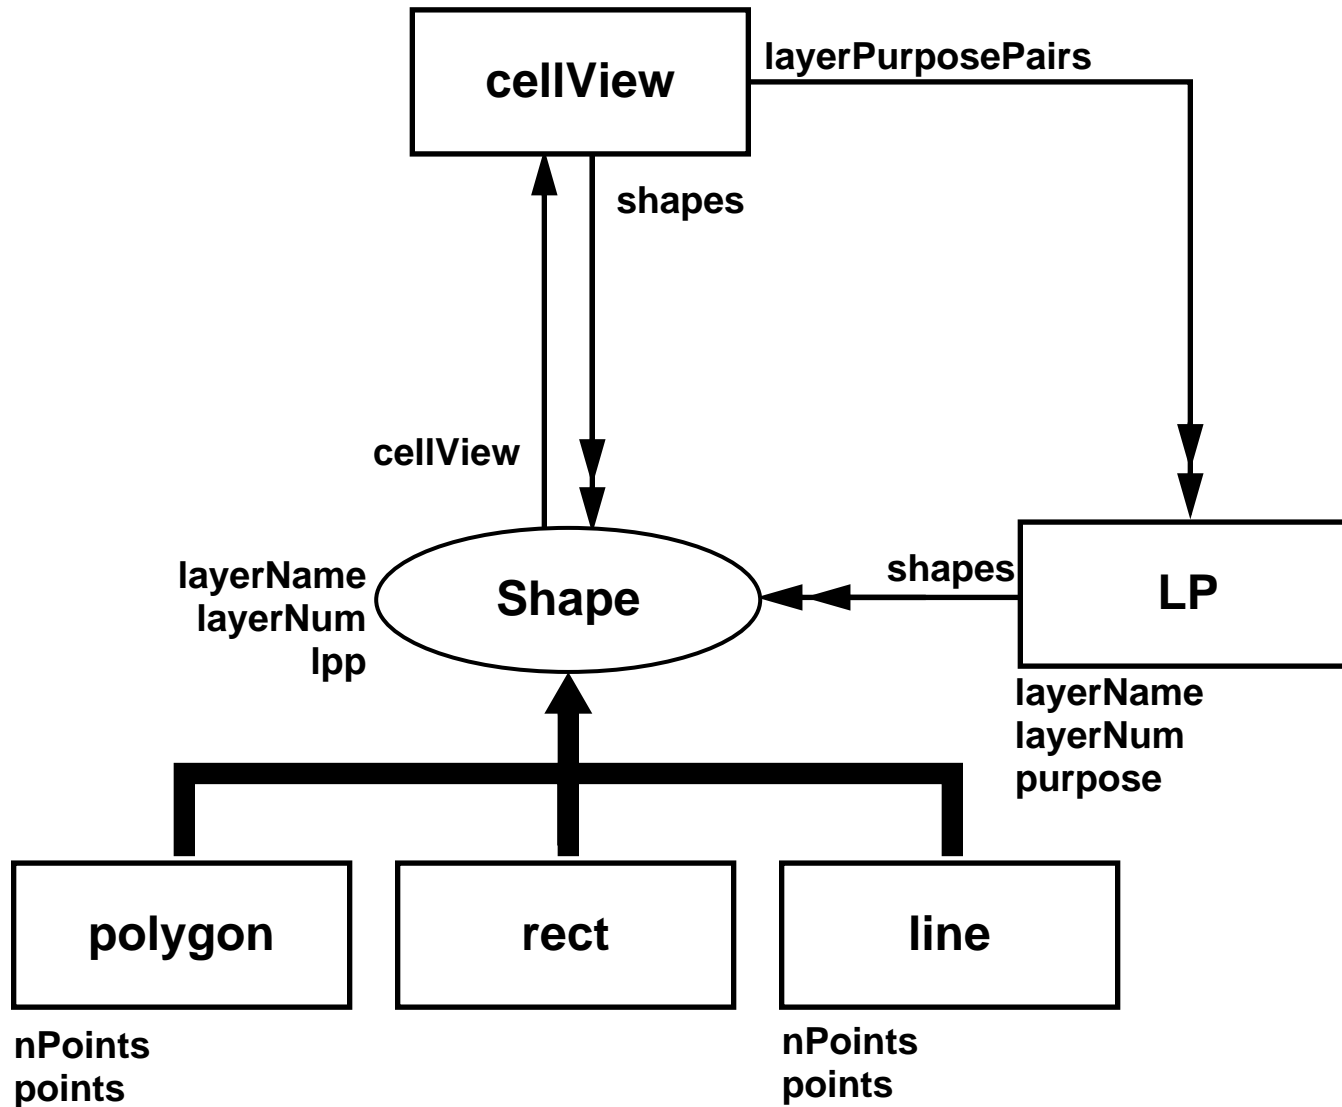 cellView
layerPurposePairs
shapes
cellView
layerName
layerNum
lpp
Shape
shapes
LP
layerName
layerNum
purpose
polygon
rect
line
nPoints
points
nPoints
points